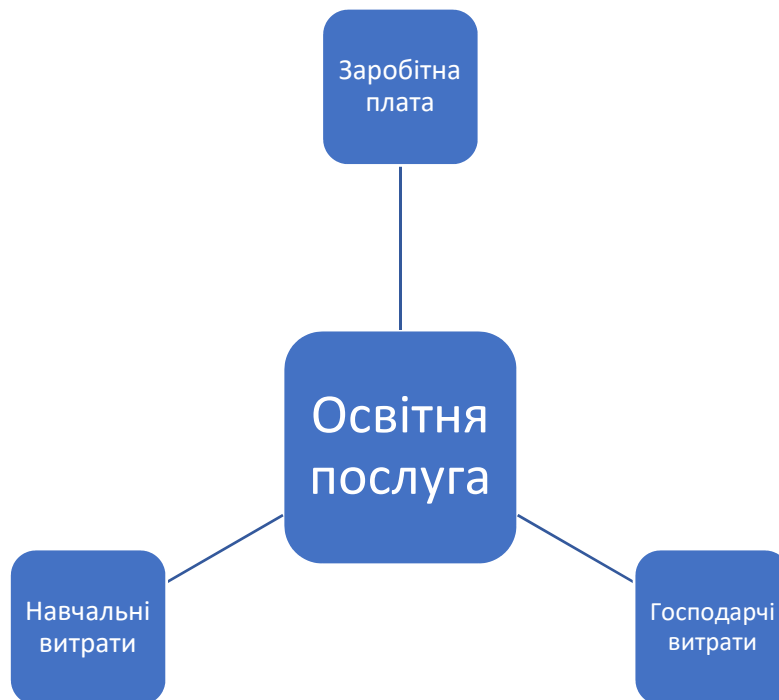 Заробітна
плата
Освітня
послуга
Навчальні
витрати
Господарчі
витрати